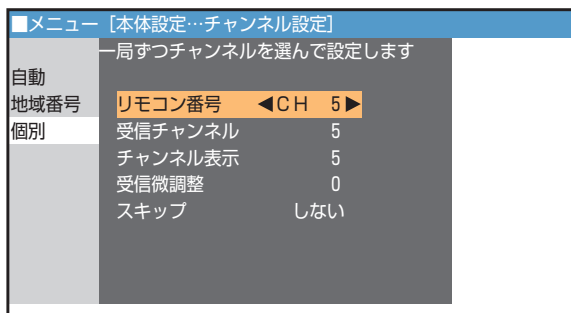 ■メニュー [本体設定…チャンネル設定]
一局ずつチャンネルを選んで設定します
自動
地域番号 リモコン番号 ◀CH 5▶
個別 受信チャンネル 5
チャンネル表示 5
受信微調整 0
スキップ しない